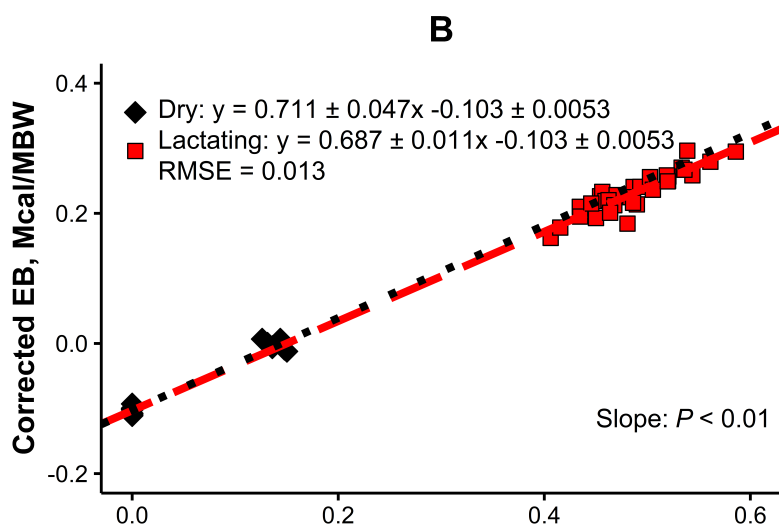 B
Corrected EB, Mcal/MBW
0.4
0.2
0.0
-0.2
Dry: y = 0.711 ± 0.047x -0.103 ± 0.0053
Lactating: y = 0.687 ± 0.011x -0.103 ± 0.0053
RMSE = 0.013
Slope: P < 0.01
0.0 0.2 0.4 0.6